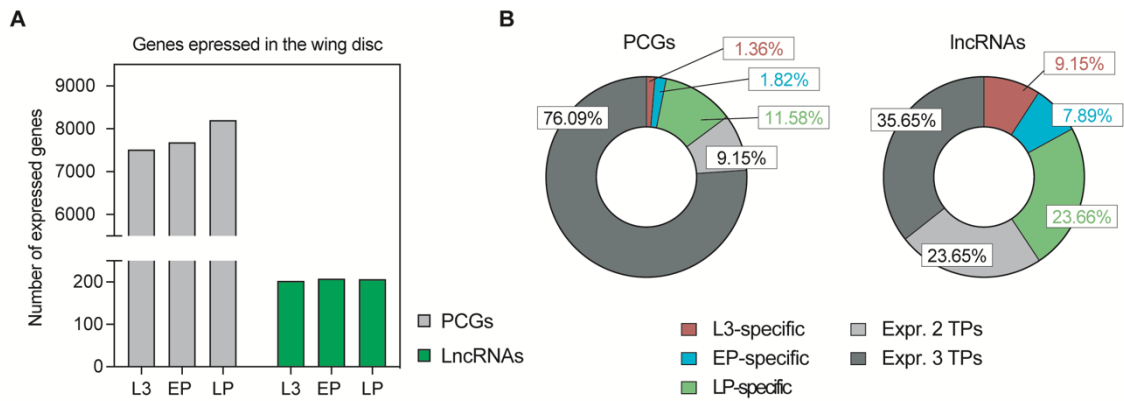 A
Genes epressed in the wing disc
Number of expressed genes
9000
8000
7000
6000
200
100
0
L3 EP LP
L3 EP LP
PCGs
LncRNAs
B
PCGs
1.36%
1.82%
11.58%
9.15%
76.09%
lncRNAs
9.15%
7.89%
23.66%
23.65%
35.65%
L3-specific
EP-specific
LP-specific
Expr. 2 TPs
Expr. 3 TPs